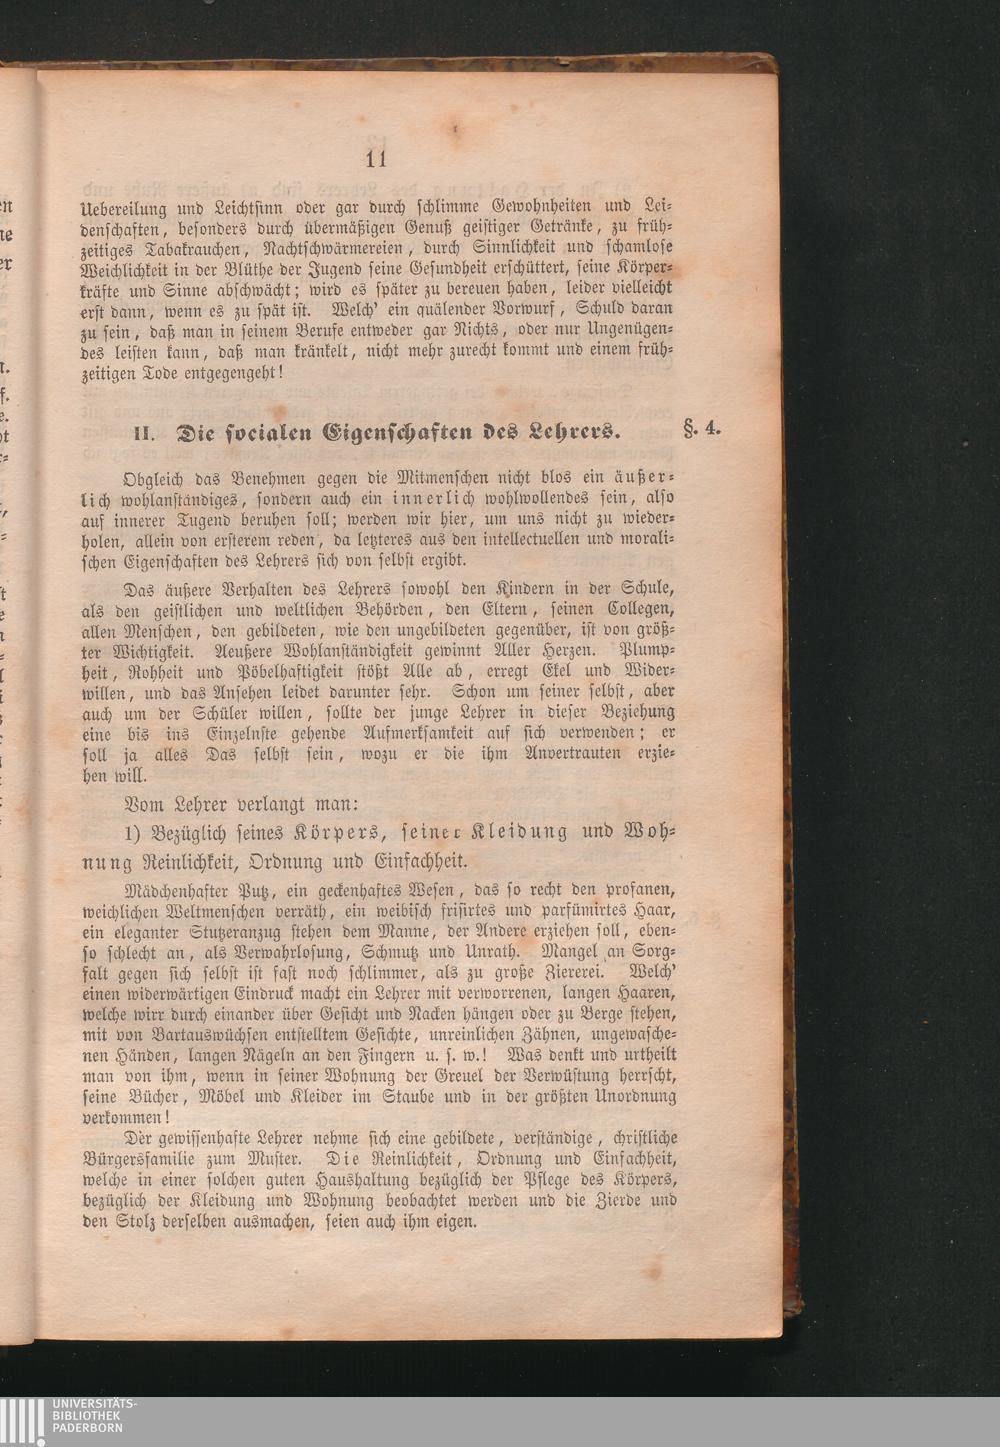 11
Uebereilung und Leichtsinn oder gar durch schlimme Gewohnheiten und Lei-
denschaften, besonders durch übermäßigen Genuß geistiger Getränke, zu früh-
zeitiges Tabakrauchen, Nachtschwärmereien, durch Sinnlichkeit und schamlose
Weichlichkeit in der Blüthe der Jugend seine Gesundheit erschüttert, seine Körper-
kräfte und Sinne abschwächt; wird es später zu bereuen haben, leider vielleicht
erst dann, wenn es zu spät ist. Welch' ein quälender Vorwurf, Schuld daran
zu sein, daß man in seinem Berufe entweder gar Nichts, oder nur Ungenügen-
des leisten kann, daß man kränkelt, nicht mehr zurecht kommt und einem früh-
zeitigen Tode entgegengeht!
II. Die socialen Eigenschaften des Lehrers. §. 4.
Obgleich das Benehmen gegen die Mitmenschen nicht blos ein äußer-
lich wohlanständiges, sondern auch ein innerlich wohlwollendes sein, also
auf innerer Tugend beruhen soll; werden wir hier, um uns nicht zu wieder-
holen, allein von ersterem reden, da letzteres aus den intellectuellen und morali-
schen Eigenschaften des Lehrers sich von selbst ergibt.
Das äußere Verhalten des Lehrers sowohl den Kindern in der Schule,
als den geistlichen und weltlichen Behörden, den Eltern, seinen Collegen,
allen Menschen, den gebildeten, wie den ungebildeten gegenüber, ist von größ-
ter Wichtigkeit. Aeußere Wohlanständigkeit gewinnt Aller Herzen. Plump-
heit, Rohheit und Pöbelhaftigkeit stößt Alle ab, erregt Ekel und Wider-
willen, und das Ansehen leidet darunter sehr. Schon um seiner selbst, aber
auch um der Schüler willen, sollte der junge Lehrer in dieser Beziehung
eine bis ins Einzelnste gehende Aufmerksamkeit auf sich verwenden; er
soll ja alles Das selbst sein, wozu er die ihm Anvertrauten erzie-
hen will.
Vom Lehrer verlangt man:
1) Bezüglich seines Körpers, seiner Kleidung und Woh-
nung Reinlichkeit, Ordnung und Einfachheit.
Mädchenhafter Putz, ein geckenhaftes Wesen, das so recht den profanen,
weichlichen Weltmenschen verräth, ein weibisch frisirtes und parfümirtes Haar,
ein eleganter Stutzeranzug stehen dem Manne, der Andere erziehen soll, eben-
so schlecht an, als Verwahrlosung, Schmutz und Unrath. Mangel an Sorg-
falt gegen sich selbst ist fast noch schlimmer, als zu große Ziererei. Welch'
einen widerwärtigen Eindruck macht ein Lehrer mit verworrenen, langen Haaren,
welche wirr durch einander über Gesicht und Nacken hängen oder zu Berge stehen,
mit von Bartauswüchsen entstelltem Gesichte, unreinlichen Zähnen, ungewasche-
nen Händen, langen Nägeln an den Fingern u. s. w.! Was denkt und urtheilt
man von ihm, wenn in seiner Wohnung der Greuel der Verwüstung herrscht,
seine Bücher, Möbel und Kleider im Staube und in der größten Unordnung
verkommen!
Der gewissenhafte Lehrer nehme sich eine gebildete, verständige, christliche
Bürgersfamilie zum Muster. Die Reinlichkeit, Ordnung und Einfachheit,
welche in einer solchen guten Haushaltung bezüglich der Pflege des Körpers,
bezüglich der Kleidung und Wohnung beobachtet werden und die Zierde und
den Stolz derselben ausmachen, seien auch ihm eigen.
UNIVERSITÄTS-
BIBLIOTHEK
PADERBORN